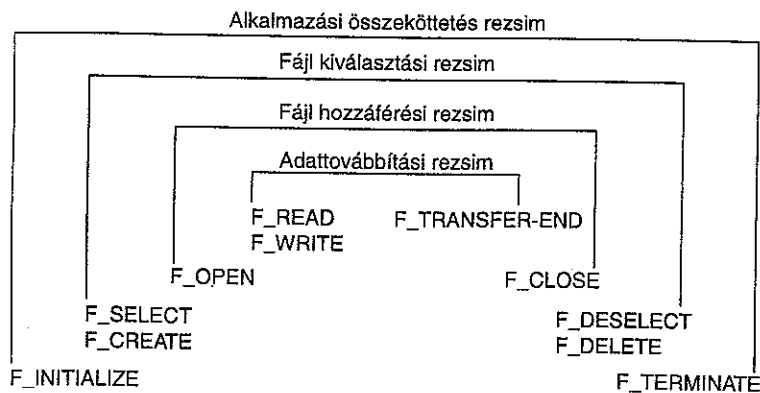 Alkalmazási összeköttetés rezsim
Fájl kiválasztási rezsim
Fájl hozzáférési rezsim
Adattovábbítási rezsim
F_READ
F_WRITE
F_TRANSFER-END
F_OPEN
F_CLOSE
F_SELECT
F_CREATE
F_DESELECT
F_DELETE
F_INITIALIZE
F_TERMINATE